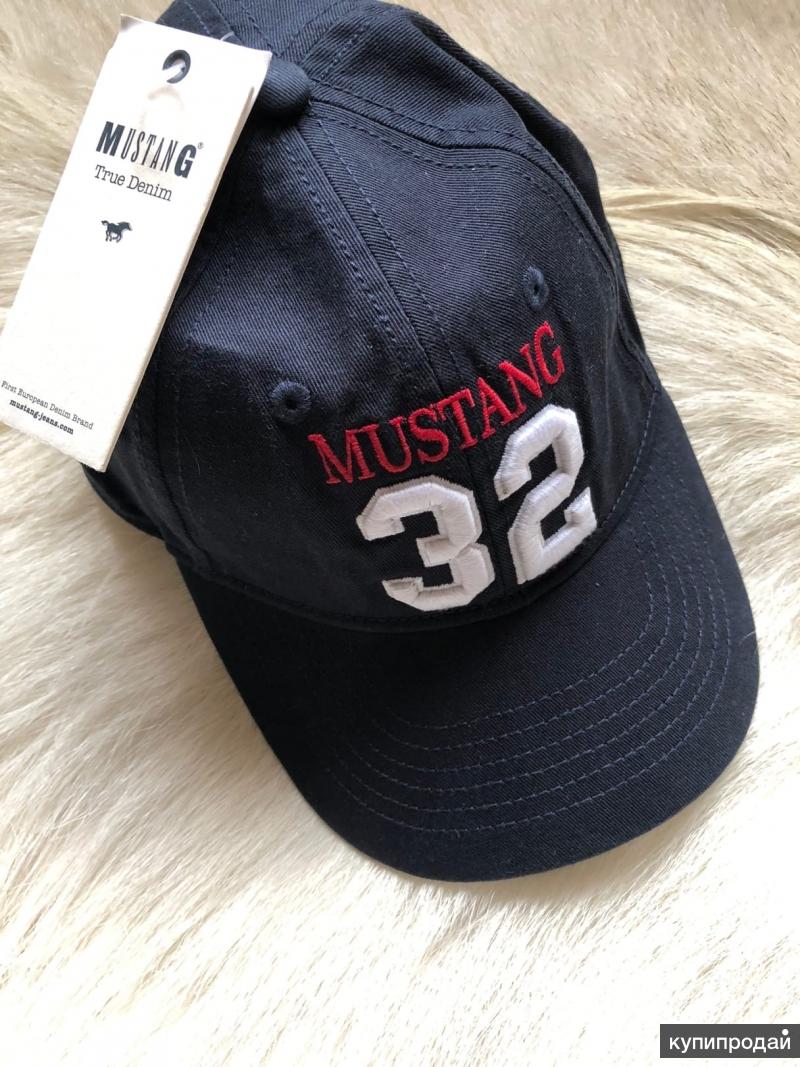 MUSTANG®
True Denim
First European Denim Brand
mustang-jeans.com
MUSTANG
32
купипродай